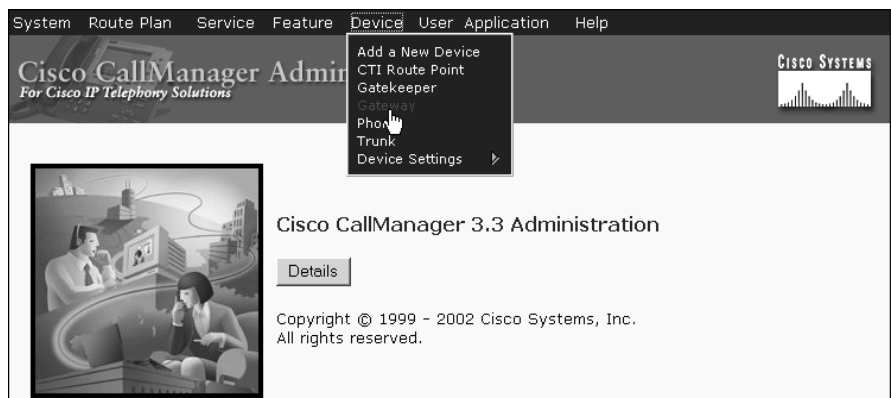 System Route Plan Service Feature Device User Application Help
Cisco CallManager Admin
For Cisco IP Telephony Solutions
CISCO SYSTEMS
Add a New Device
CTI Route Point
Gatekeeper
Gateway
Phone
Trunk
Device Settings
Cisco CallManager 3.3 Administration
Details
Copyright © 1999 - 2002 Cisco Systems, Inc.
All rights reserved.